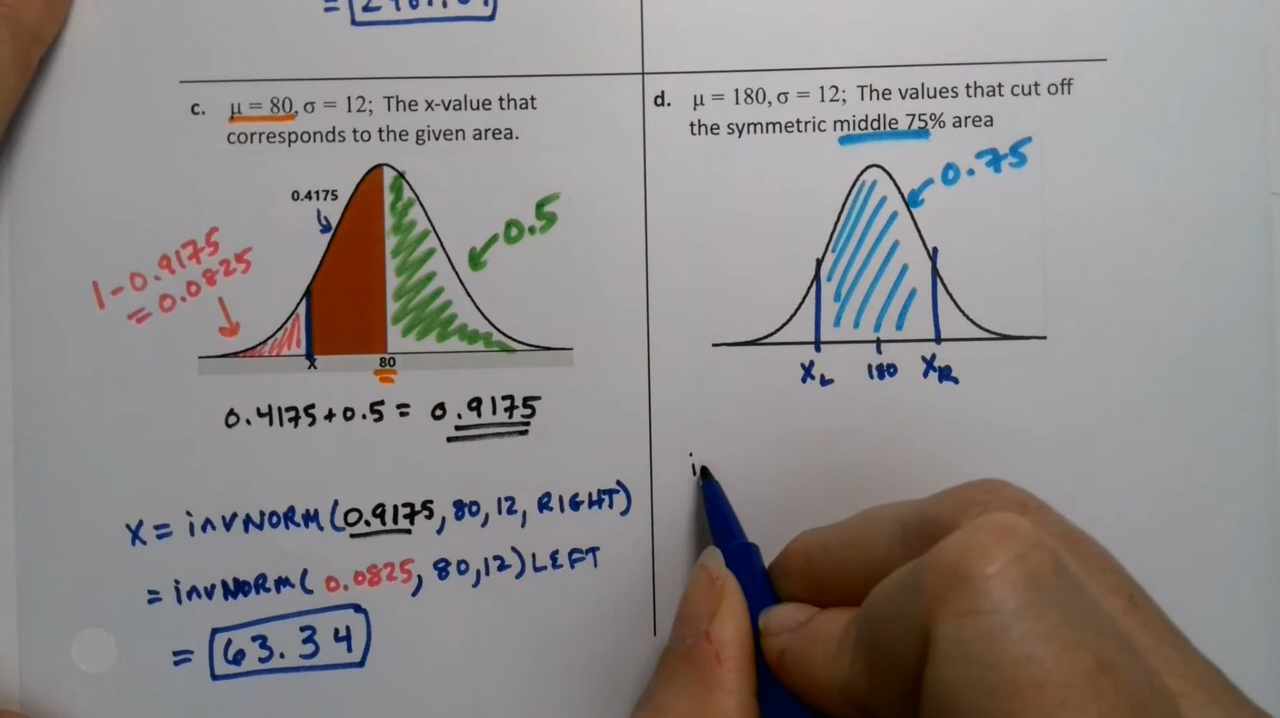 c. μ = 80, σ = 12; The x-value that
corresponds to the given area.
0.4175
0.5
1-0.9175
= 0.0825
x
80
0.4175+0.5 = 0.9175
X = invNORM(0.9175, 80, 12, RIGHT)
= invNORM(0.0825, 80,12) LEFT
= 63.34
d. μ = 180, σ = 12; The values that cut off
the symmetric middle 75% area
0.75
XL 180 XR
i